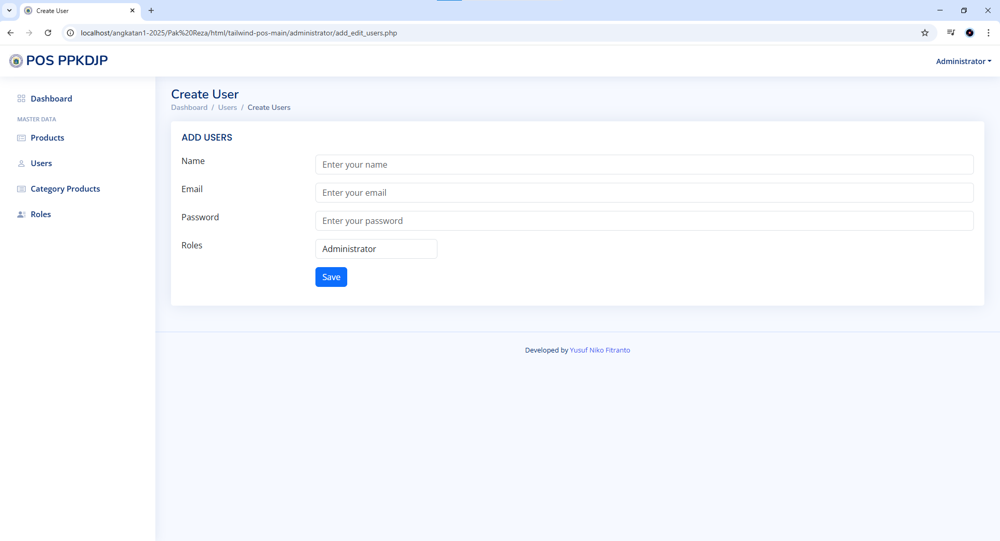 Create User
localhost/angkatan1-2025/Pak%20Reza/html/tailwind-pos-main/administrator/add_edit_users.php
POS PPKDJP
Administrator
Dashboard
MASTER DATA
Products
Users
Category Products
Roles
Create User
Dashboard / Users / Create Users
ADD USERS
Name
Enter your name
Email
Enter your email
Password
Enter your password
Roles
Administrator
Save
Developed by Yusuf Niko Fitranto